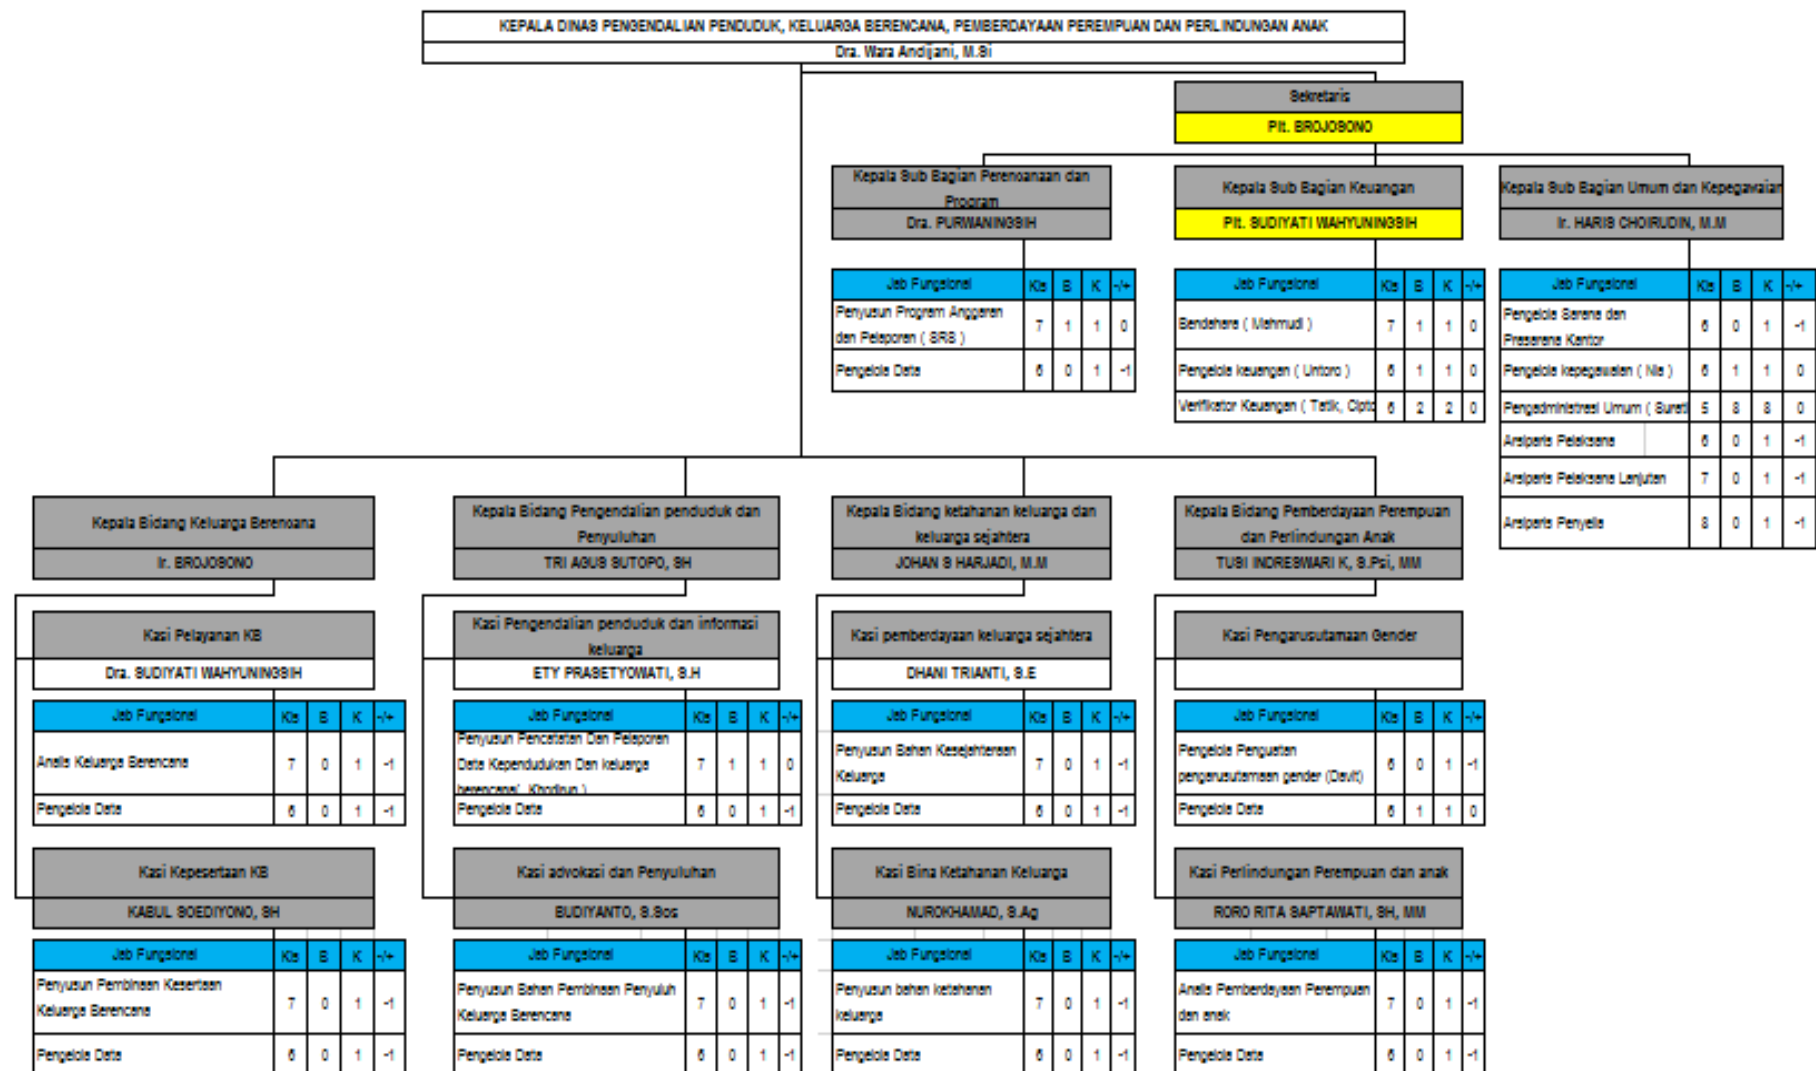 KEPALA DINAS PENGENDALIAN PENDUDUK, KELUARGA BERENCANA, PEMBERDAYAAN PEREMPUAN DAN PERLINDUNGAN ANAK
Dra. Wara Andijani, M.Si
Sekretaris
Plt. BROJOSONO
Kepala Sub Bagian Perencanaan dan
Program
Dra. PURWANINGSIH
Kepala Sub Bagian Keuangan
Plt. SUDIYATI WAHYUNINGSIH
Kepala Sub Bagian Umum dan Kepegawaian
Ir. HARIS CHOIRUDIN, M.M
Jab Fungsional Kls B K -/+
Penyusun Program Anggaran
dan Pelaporan ( SRS ) 7 1 1 0
Pengelola Data 6 0 1 -1
Jab Fungsional Kls B K -/+
Bendahara ( Mahmudi ) 7 1 1 0
Pengelola keuangan ( Untoro ) 6 1 1 0
Verifikator Keuangan ( Tatik, Cipto 6 2 2 0
Jab Fungsional Kls B K -/+
Pengelola Sarana dan
Prasarana Kantor 6 0 1 -1
Pengelola kepegawaian ( Nia ) 6 1 1 0
Pengadministrasi Umum ( Surati 5 8 8 0
Arsiparis Pelaksana 6 0 1 -1
Arsiparis Pelaksana Lanjutan 7 0 1 -1
Arsiparis Penyelia 8 0 1 -1
Kepala Bidang Keluarga Berencana
Ir. BROJOSONO
Kepala Bidang Pengendalian penduduk dan
Penyuluhan
TRI AGUS SUTOPO, SH
Kepala Bidang ketahanan keluarga dan
keluarga sejahtera
JOHAN S HARJADI, M.M
Kepala Bidang Pemberdayaan Perempuan
dan Perlindungan Anak
TUSI INDRESWARI K, S.Psi, MM
Kasi Pelayanan KB
Dra. SUDIYATI WAHYUNINGSIH
Kasi Pengendalian penduduk dan informasi
keluarga
ETY PRASETYOWATI, S.H
Kasi pemberdayaan keluarga sejahtera
DHANI TRIANTI, S.E
Kasi Pengarusutamaan Gender
Jab Fungsional Kls B K -/+
Analis Keluarga Berencana 7 0 1 -1
Pengelola Data 6 0 1 -1
Jab Fungsional Kls B K -/+
Penyusun Pencatatan Dan Pelaporan
Data Kependudukan Dan keluarga
berencana( Khodirun ) 7 1 1 0
Pengelola Data 6 0 1 -1
Jab Fungsional Kls B K -/+
Penyusun Bahan Kesejahteraan
Keluarga 7 0 1 -1
Pengelola Data 6 0 1 -1
Jab Fungsional Kls B K -/+
Pengelola Penguatan
pengarusutamaan gender (Davit) 6 0 1 -1
Pengelola Data 6 1 1 0
Kasi Kepesertaan KB
KABUL SOEDIYONO, SH
Kasi advokasi dan Penyuluhan
BUDIYANTO, S.Sos
Kasi Bina Ketahanan Keluarga
NUROKHAMAD, S.Ag
Kasi Perlindungan Perempuan dan anak
RORO RITA SAPTAWATI, SH, MM
Jab Fungsional Kls B K -/+
Penyusun Pembinaan Kesertaan
Keluarga Berencana 7 0 1 -1
Pengelola Data 6 0 1 -1
Jab Fungsional Kls B K -/+
Penyusun Bahan Pembinaan Penyuluh
Keluarga Berencana 7 0 1 -1
Pengelola Data 6 0 1 -1
Jab Fungsional Kls B K -/+
Penyusun bahan ketahanan
keluarga 7 0 1 -1
Pengelola Data 6 0 1 -1
Jab Fungsional Kls B K -/+
Analis Pemberdayaan Perempuan
dan anak 7 0 1 -1
Pengelola Data 6 0 1 -1